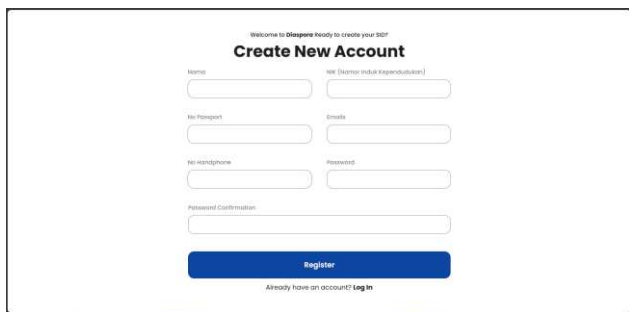 Welcome to Diaspora Ready to create your SID?
Create New Account
Nama
NIK (Nomor Induk Kependudukan)
No Passport
Emails
No Handphone
Password
Password Confirmation
Register
Already have an account? Log In